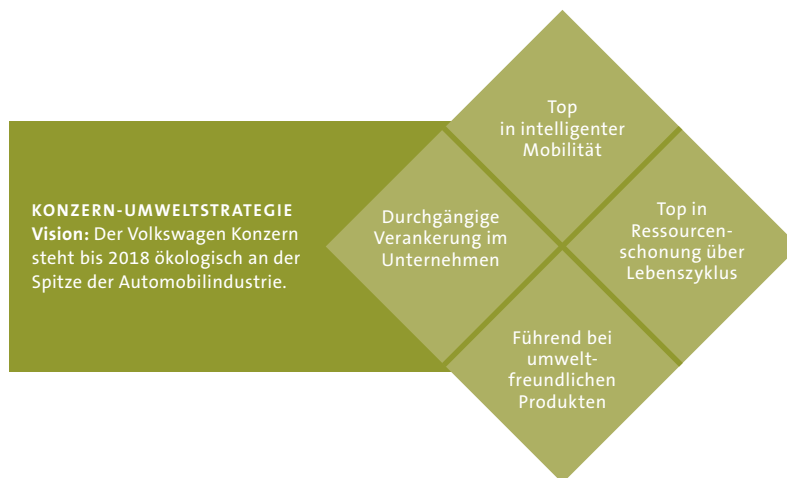 KONZERN-UMWELTSTRATEGIE
Vision: Der Volkswagen Konzern
steht bis 2018 ökologisch an der
Spitze der Automobilindustrie.
Top
in intelligenter
Mobilität
Durchgängige
Verankerung im
Unternehmen
Top in
Ressourcen-
schonung über
Lebenszyklus
Führend bei
umwelt-
freundlichen
Produkten